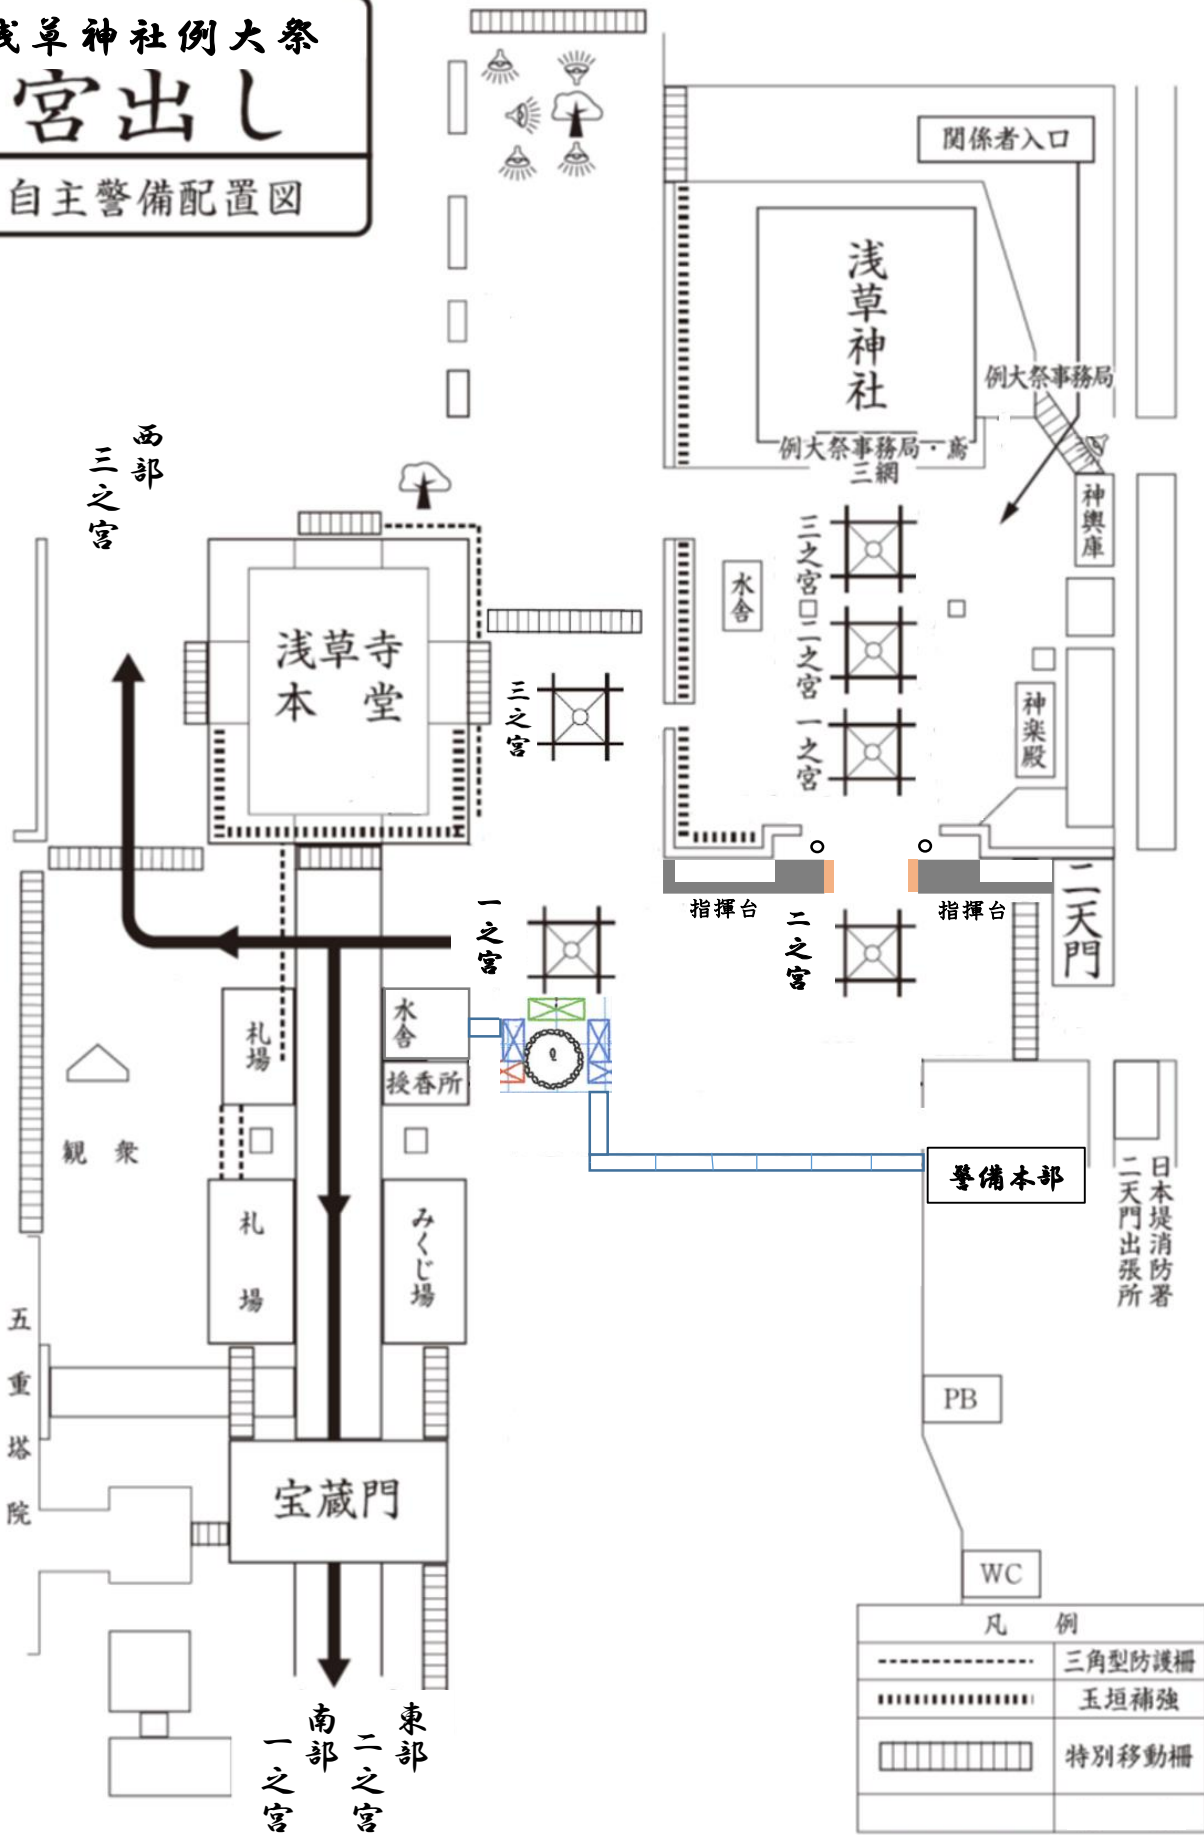 浅草神社例大祭
宮出し
自主警備配置図
関係者入口
浅草神社
例大祭事務局
例大祭事務局・鳶
三網
神輿庫
西部
三之宮
三之宮
水舎
二之宮
浅草寺
本堂
三之宮
一之宮
神楽殿
指揮台
指揮台
二天門
一之宮
二之宮
札場
水舎
授香所
観衆
警備本部
日本堤消防署
二天門出張所
札場
みくじ場
五重塔院
PB
宝蔵門
WC
凡例
三角型防護柵
玉垣補強
特別移動柵
東部
二之宮
南部
一之宮